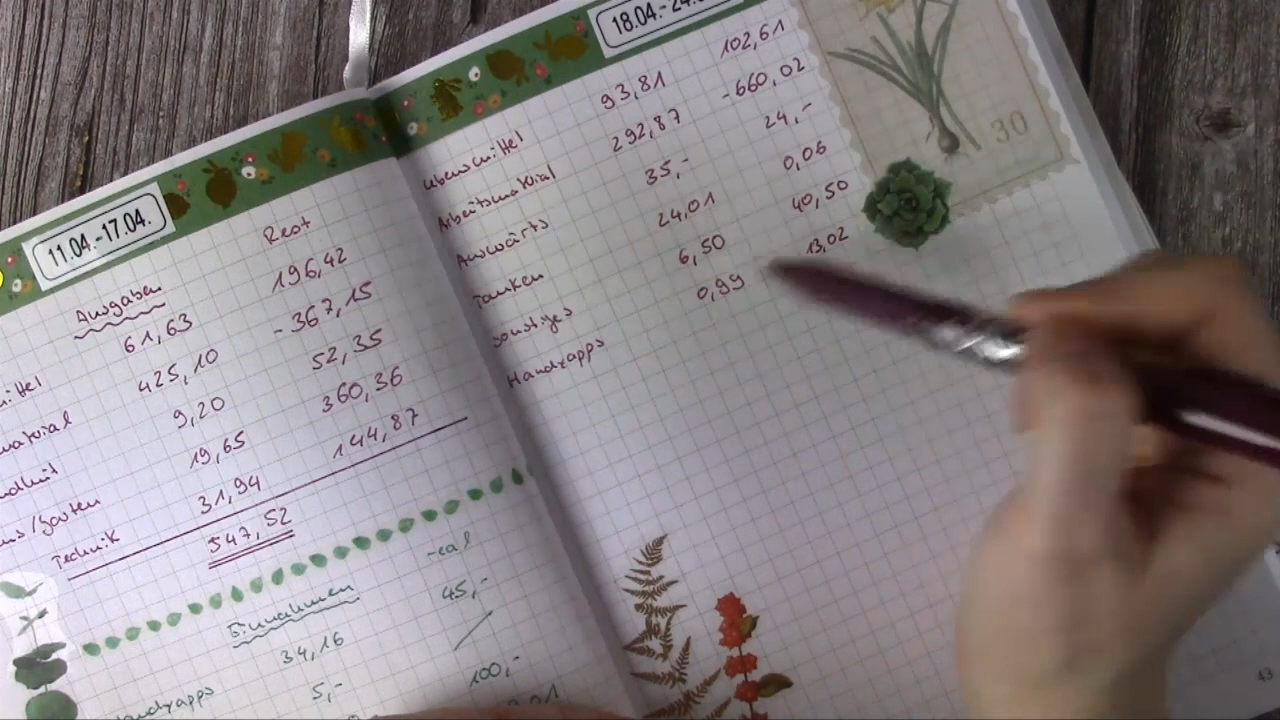 11.04.-17.04.
Ausgaben Rest
61,63 196,42
425,10 -367,15
9,20 52,35
19,65 360,36
Technik 31,94 144,87
547,52
Einnahmen real
34,16 45,-
Handyapps 5,- /
100,-
18.04.-24.
Lebensmittel 93,81 102,61
Arbeitsmaterial 292,87 -660,02
Auswärts 35,- 24,-
Tanken 24,01 0,06
Sonstiges 6,50 40,50
Handyapps 0,99 13,02
30
43